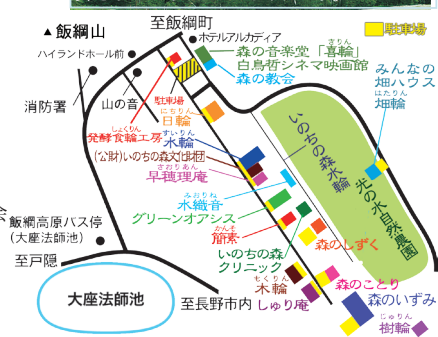 至飯綱町
駐車場
▲飯綱山
ホテルアルカディア
ハイランドホール前
きりん
森の音楽堂「喜輪」
白鳥哲シネマ映画館
森の教会
みんなの
畑ハウス
はたりん
畑輪
消防署
山の音
駐車場
にちりん
日輪
しょくりん
発酵食輪工房
すいりん
水輪
(公財)いのちの森文化財団
さおりあん
早穂理庵
いのちの森水輪
光の水自然農園
みおりね
水織音
グリーンオアシス
かんそ
簡素
飯綱高原バス停
(大座法師池)
いのちの森
クリニック
森のしずく
至戸隠
もくりん
木輪
しゅり庵
森のことり
森のいずみ
じゅりん
樹輪
大座法師池
至長野市内